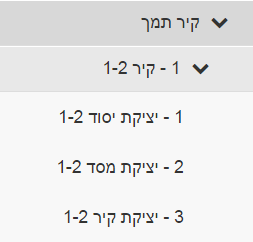 קיר תמך
1 - קיר 1-2
1 - יציקת יסוד 1-2
2 - יציקת מסד 1-2
3 - יציקת קיר 1-2